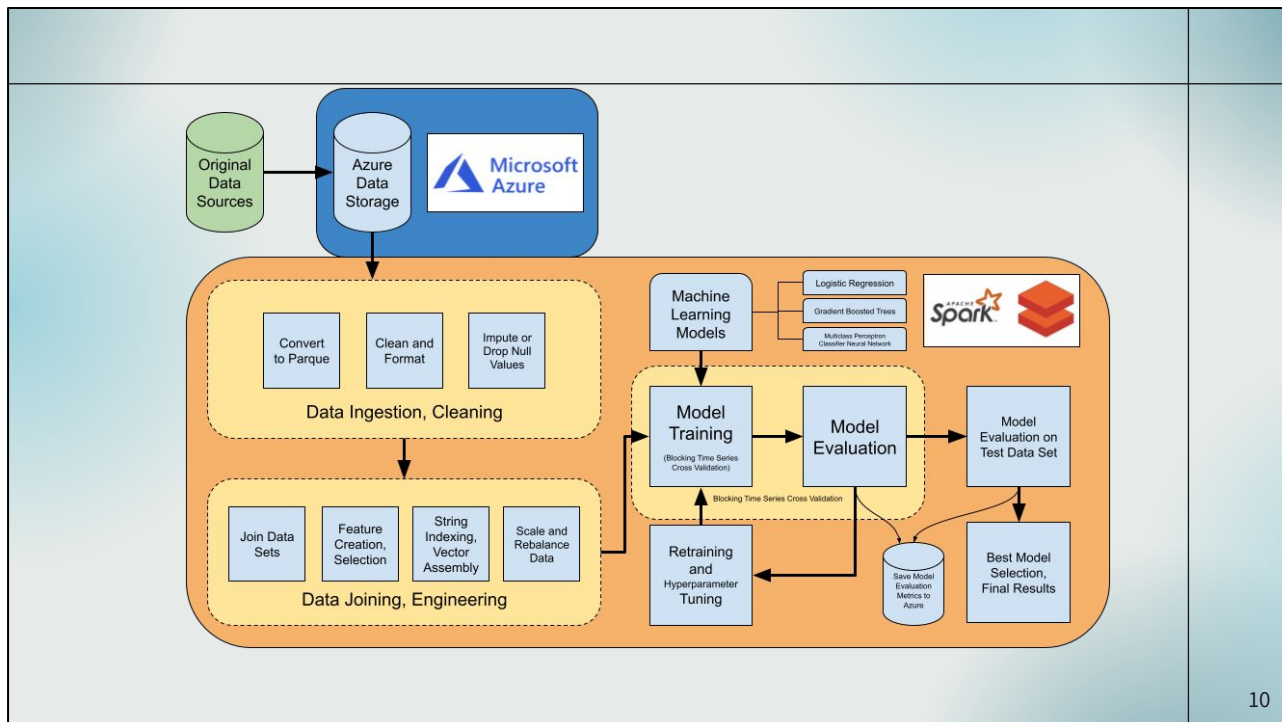 Original
Data
Sources
Azure
Data
Storage
Microsoft
Azure
Convert
to Parque
Clean and
Format
Impute or
Drop Null
Values
Data Ingestion, Cleaning
Join Data
Sets
Feature
Creation,
Selection
String
Indexing,
Vector
Assembly
Scale and
Rebalance
Data
Data Joining, Engineering
Machine
Learning
Models
Logistic Regression
Gradient Boosted Trees
Multiclass Perceptron
Classifier Neural Network
APACHE
Spark
Model
Training
(Blocking Time Series
Cross Validation)
Model
Evaluation
Blocking Time Series Cross Validation
Model
Evaluation on
Test Data Set
Retraining
and
Hyperparameter
Tuning
Save Model
Evaluation
Metrics to
Azure
Best Model
Selection,
Final Results
10